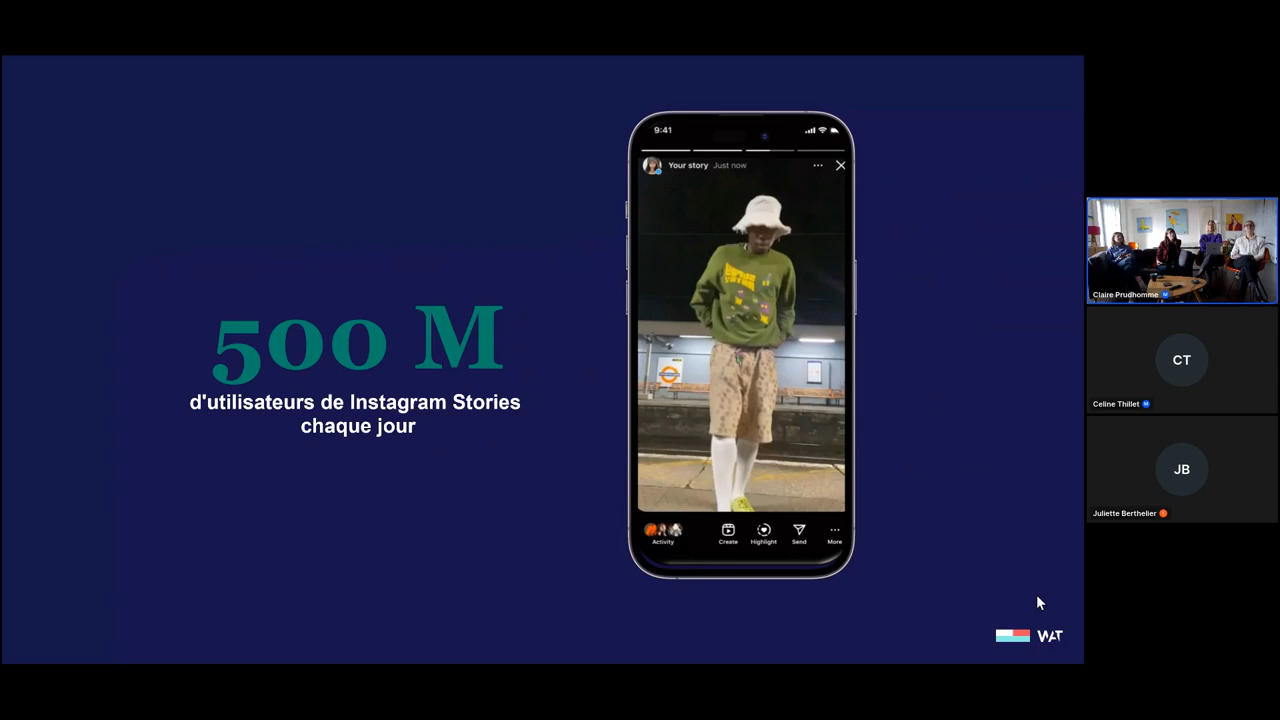 500 M
d'utilisateurs de Instagram Stories
chaque jour
9:41
Your story Just now
Activity
Create
Highlight
Send
More
WAT
Claire Prudhomme
CT
Celine Thillet
JB
Juliette Berthelier